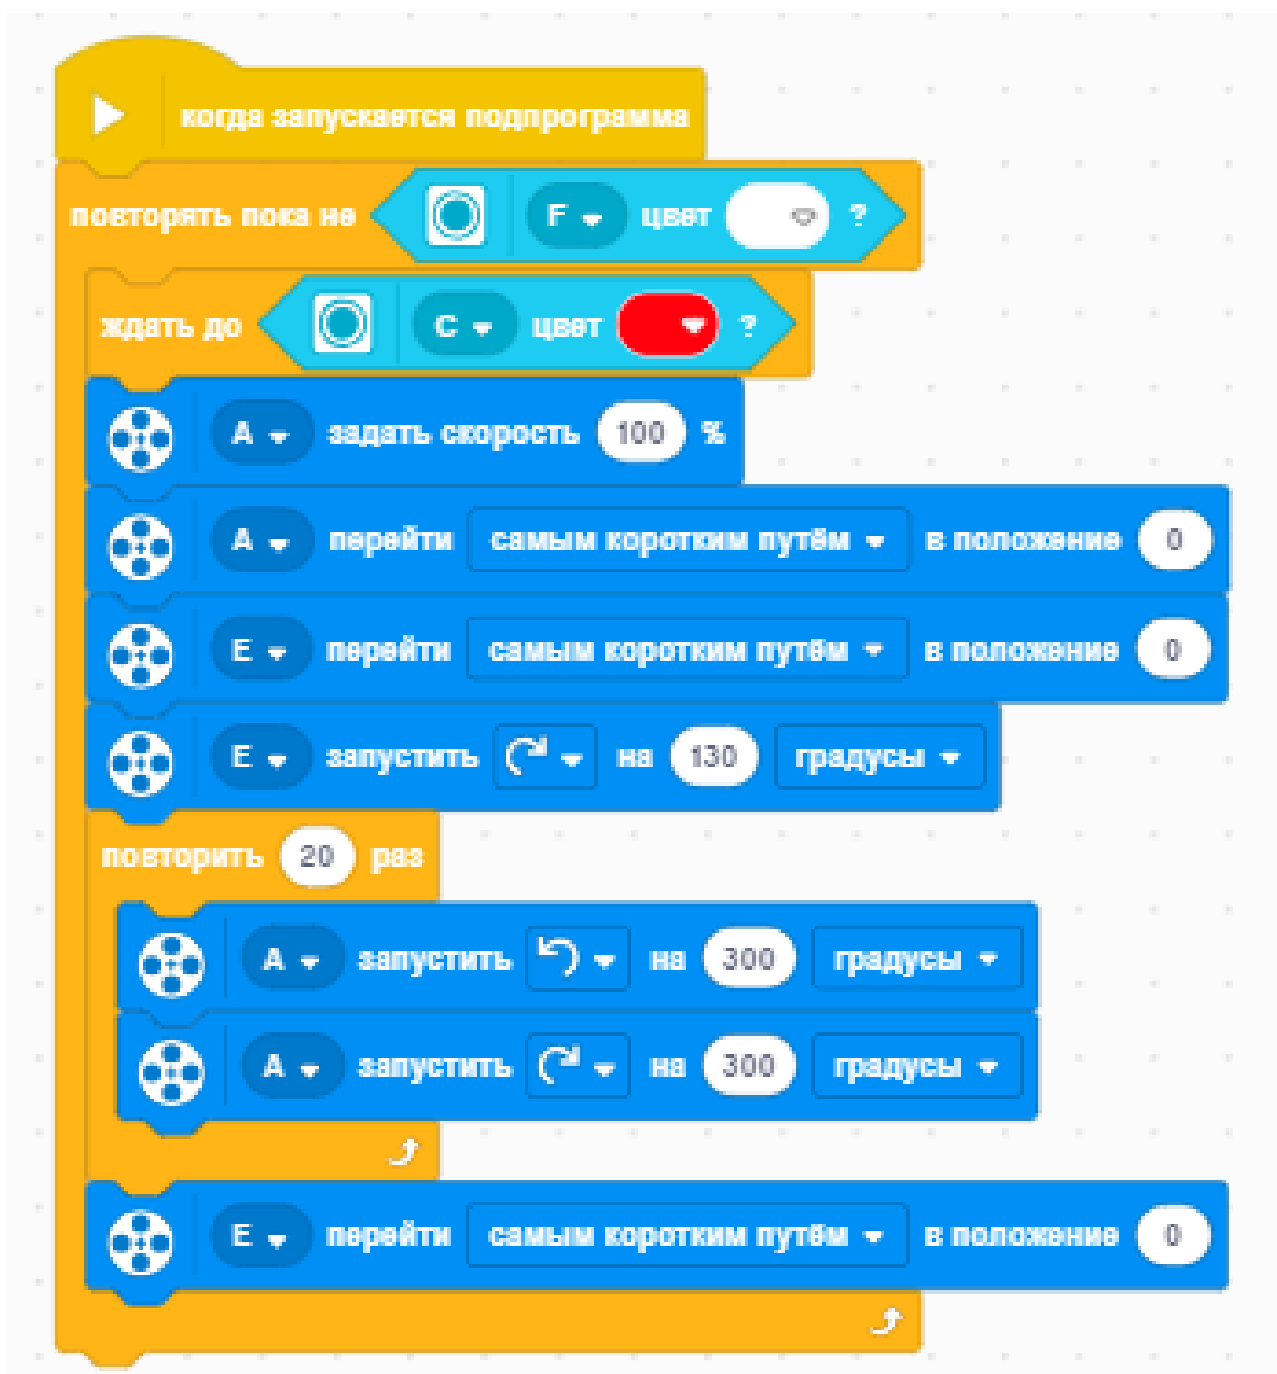 когда запускается подпрограмма
повторять пока не F цвет ?
ждать до C цвет ?
A задать скорость 100 %
A перейти самым коротким путём в положение 0
E перейти самым коротким путём в положение 0
E запустить на 130 градусы
повторить 20 раз
A запустить на 300 градусы
A запустить на 300 градусы
E перейти самым коротким путём в положение 0